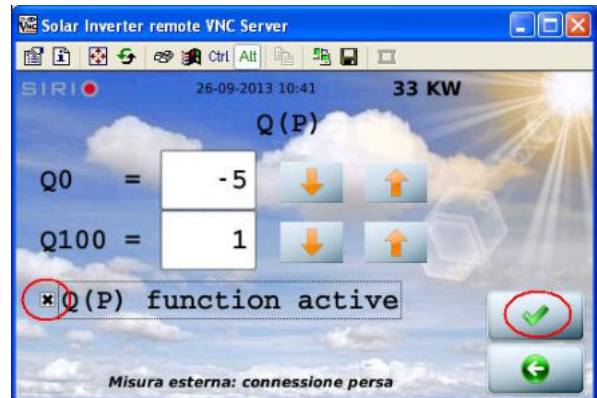 Solar Inverter remote VNC Server
Ctrl Alt
SIRIO 26-09-2013 10:41 33 KW
Q(P)
Q0 = -5
Q100 = 1
Q(P) function active
Misura esterna: connessione persa